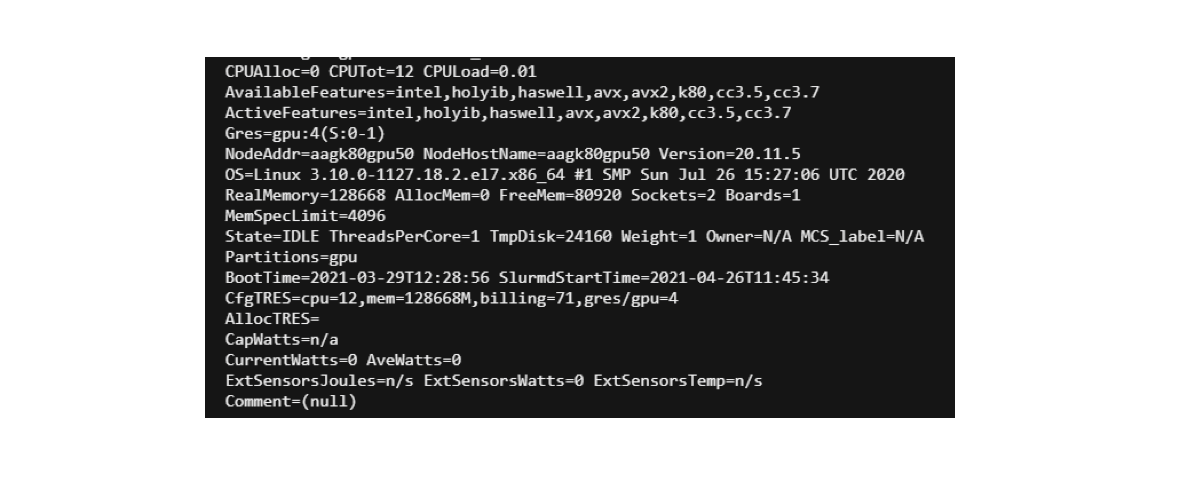 CPUAlloc=0 CPUTot=12 CPULoad=0.01
AvailableFeatures=intel,holyib,haswell,avx,avx2,k80,cc3.5,cc3.7
ActiveFeatures=intel,holyib,haswell,avx,avx2,k80,cc3.5,cc3.7
Gres=gpu:4(S:0-1)
NodeAddr=aagk80gpu50 NodeHostName=aagk80gpu50 Version=20.11.5
OS=Linux 3.10.0-1127.18.2.el7.x86_64 #1 SMP Sun Jul 26 15:27:06 UTC 2020
RealMemory=128668 AllocMem=0 FreeMem=80920 Sockets=2 Boards=1
MemSpecLimit=4096
State=IDLE ThreadsPerCore=1 TmpDisk=24160 Weight=1 Owner=N/A MCS_label=N/A
Partitions=gpu
BootTime=2021-03-29T12:28:56 SlurmdStartTime=2021-04-26T11:45:34
CfgTRES=cpu=12,mem=128668M,billing=71,gres/gpu=4
AllocTRES=
CapWatts=n/a
CurrentWatts=0 AveWatts=0
ExtSensorsJoules=n/s ExtSensorsWatts=0 ExtSensorsTemp=n/s
Comment=(null)